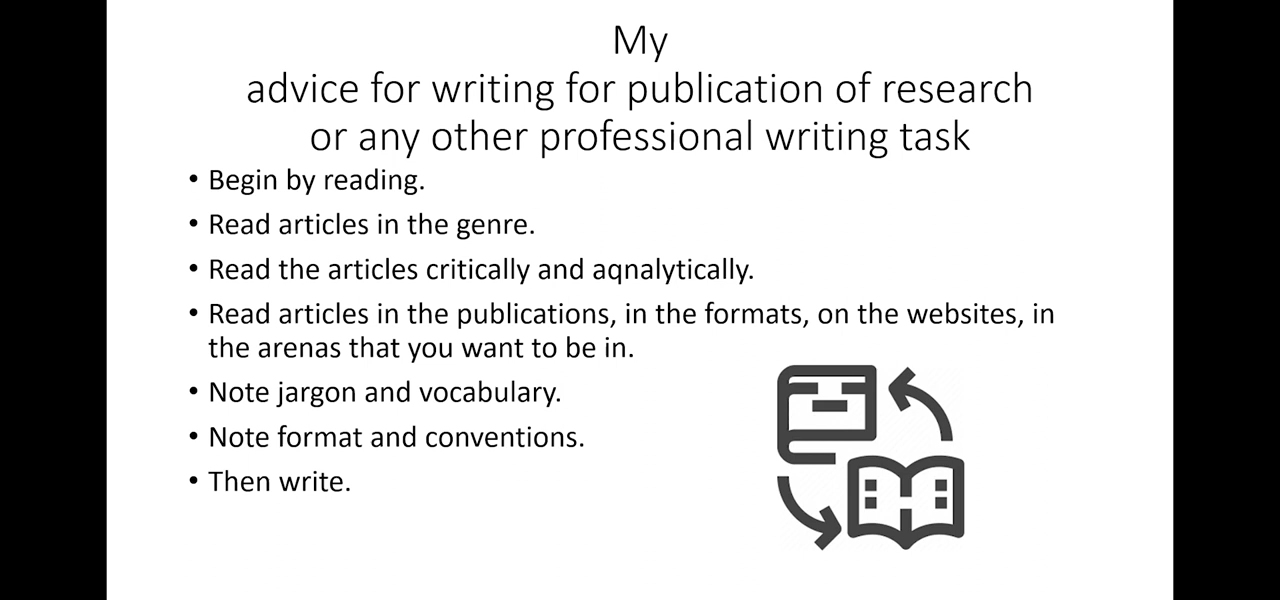 My
advice for writing for publication of research
or any other professional writing task
• Begin by reading.
• Read articles in the genre.
• Read the articles critically and aqnalytically.
• Read articles in the publications, in the formats, on the websites, in
the arenas that you want to be in.
• Note jargon and vocabulary.
• Note format and conventions.
• Then write.